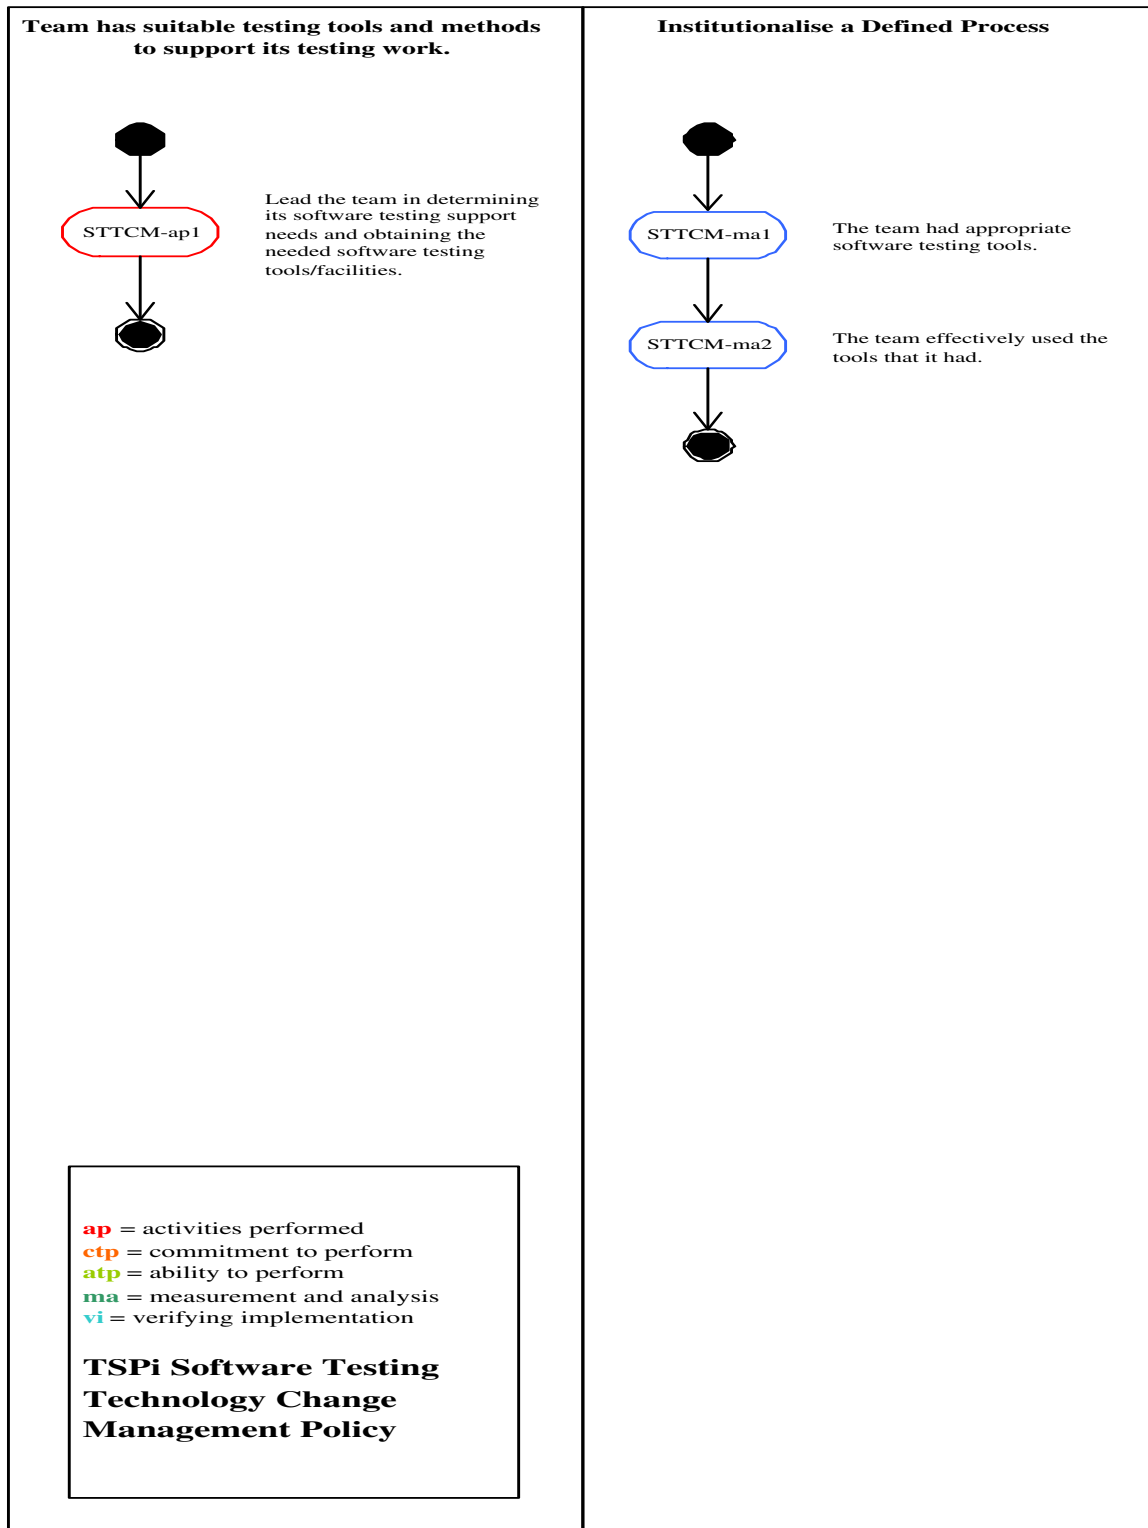 Team has suitable testing tools and methods
to support its testing work.
STTCM-ap1
Lead the team in determining
its software testing support
needs and obtaining the
needed software testing
tools/facilities.
Institutionalise a Defined Process
STTCM-ma1
The team had appropriate
software testing tools.
STTCM-ma2
The team effectively used the
tools that it had.
ap = activities performed
ctp = commitment to perform
atp = ability to perform
ma = measurement and analysis
vi = verifying implementation
TSPi Software Testing
Technology Change
Management Policy